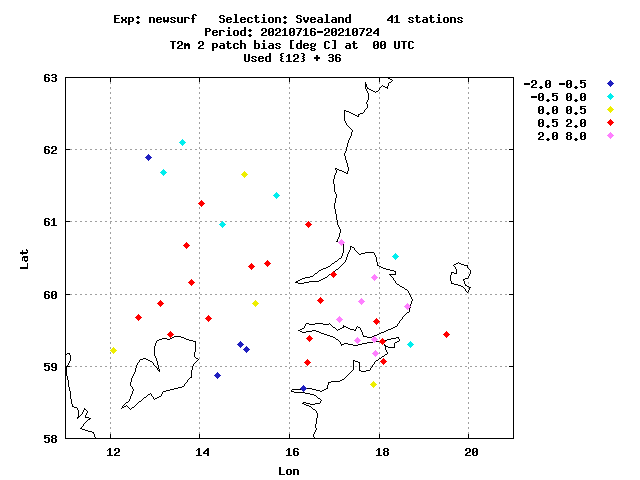 Exp: newsurf   Selection: Svealand     41 stations
Period: 20210716-20210724
T2m 2 patch bias [deg C] at  00 UTC
Used {12} + 36
-2.0 -0.5
-0.5 0.0
0.0 0.5
0.5 2.0
2.0 8.0
63
62
61
60
59
58
Lat
12 14 16 18 20
Lon